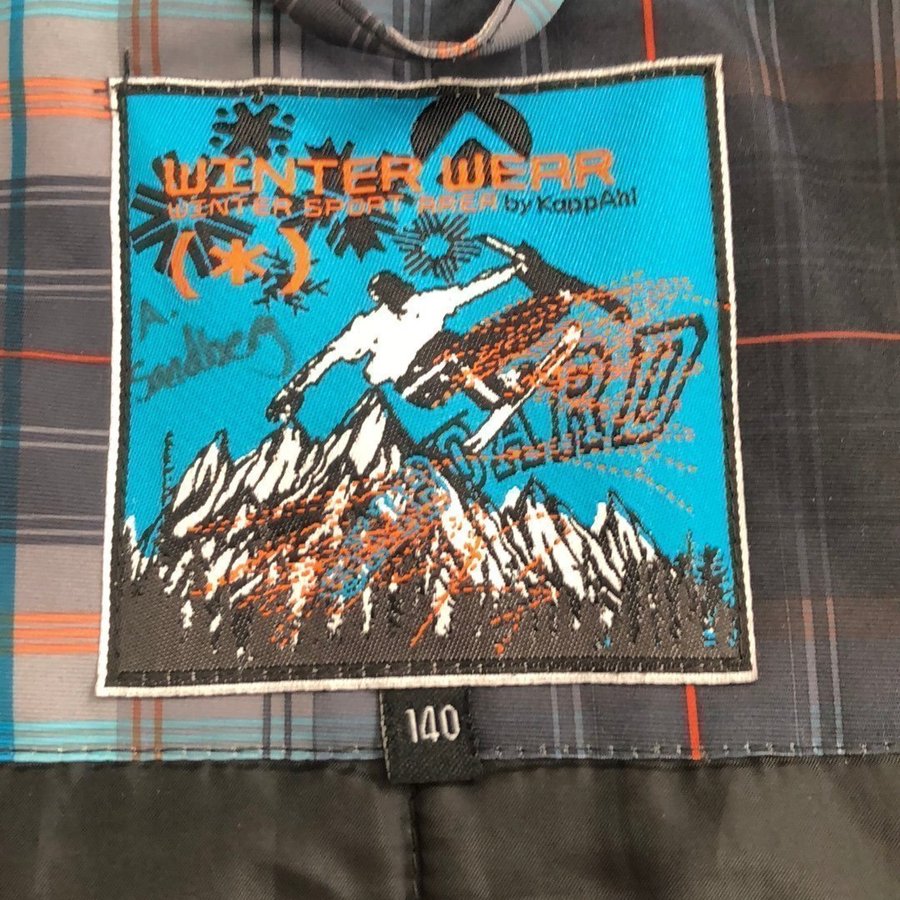 WINTER WEAR
WINTER SPORT AREA by KappAhl
(*)
A.
140